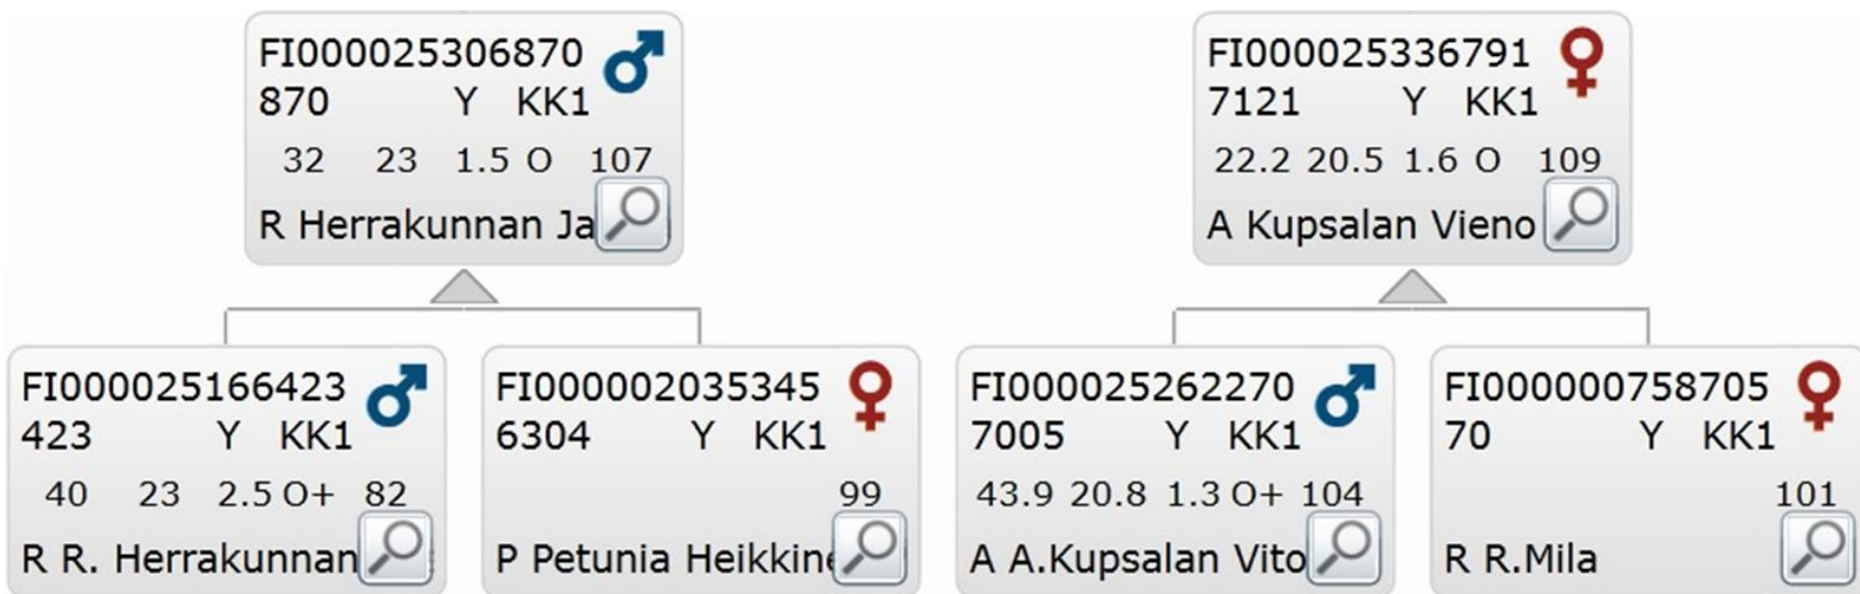 FI000025306870
870 Y KK1
32 23 1.5 O 107
R Herrakunnan Ja
FI000025336791
7121 Y KK1
22.2 20.5 1.6 O 109
A Kupsalan Vieno
FI000025166423
423 Y KK1
40 23 2.5 O+ 82
R R. Herrakunnan
FI000002035345
6304 Y KK1
99
P Petunia Heikkine
FI000025262270
7005 Y KK1
43.9 20.8 1.3 O+ 104
A A.Kupsalan Vito
FI000000758705
70 Y KK1
101
R R.Mila